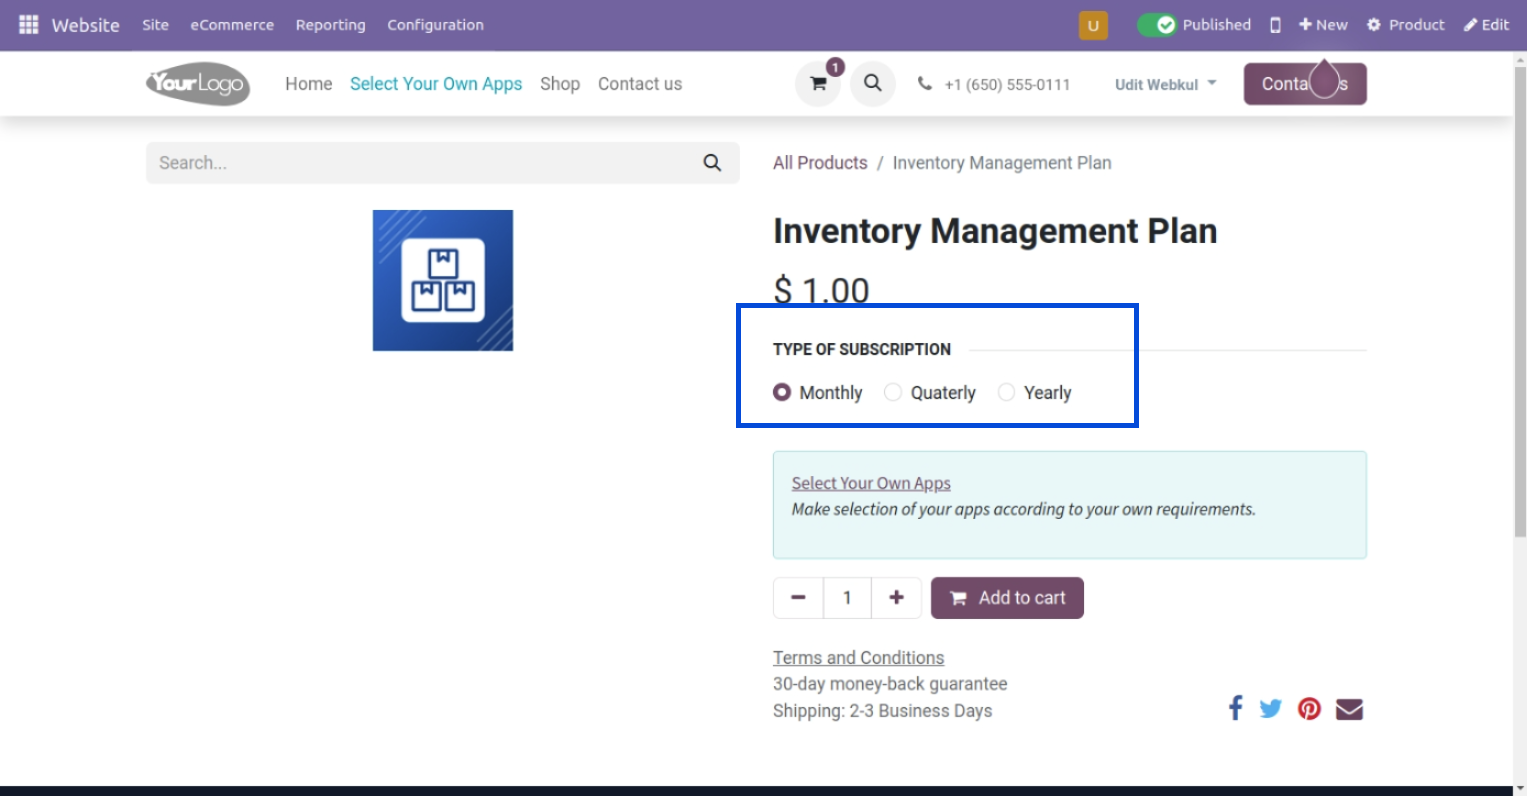 Website Site eCommerce Reporting Configuration U Published New Product Edit
YourLogo Home Select Your Own Apps Shop Contact us 1 +1 (650) 555-0111 Udit Webkul Conta s
Search... All Products / Inventory Management Plan
Inventory Management Plan
$ 1.00
TYPE OF SUBSCRIPTION
Monthly Quaterly Yearly
Select Your Own Apps
Make selection of your apps according to your own requirements.
1 Add to cart
Terms and Conditions
30-day money-back guarantee
Shipping: 2-3 Business Days